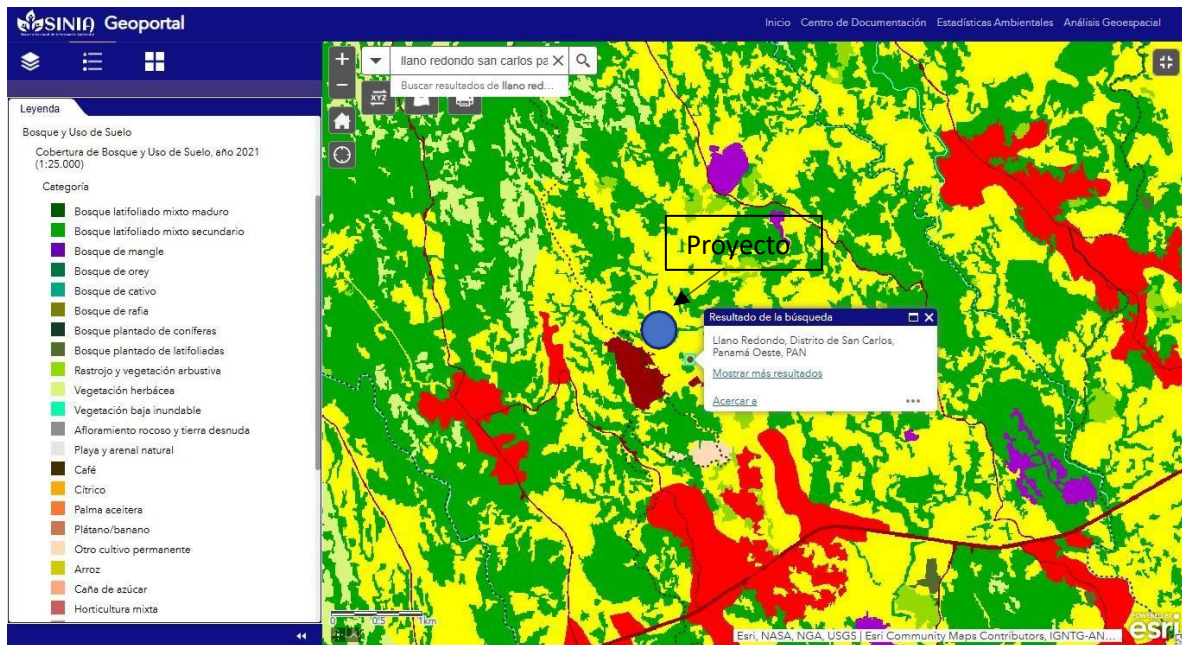 SINIA Geoportal
Inicio Centro de Documentación Estadísticas Ambientales Análisis Geoespacial
llano redondo san carlos pa
Buscar resultados de llano red...
XYZ
Leyenda
Bosque y Uso de Suelo
Cobertura de Bosque y Uso de Suelo, año 2021
(1:25.000)
Categoría
Bosque latifoliado mixto maduro
Bosque latifoliado mixto secundario
Bosque de mangle
Bosque de orey
Bosque de cativo
Bosque de rafia
Bosque plantado de coníferas
Bosque plantado de latifoliadas
Rastrojo y vegetación arbustiva
Vegetación herbácea
Vegetación baja inundable
Afloramiento rocoso y tierra desnuda
Playa y arenal natural
Café
Cítrico
Palma aceitera
Plátano/banano
Otro cultivo permanente
Arroz
Caña de azúcar
Horticultura mixta
Proyecto
Resultado de la búsqueda
Llano Redondo, Distrito de San Carlos,
Panamá Oeste, PAN
Mostrar más resultados
Acercar a
0 0.5 1km
Esri, NASA, NGA, USGS | Esri Community Maps Contributors, IGNTG-AN...
POWERED BY
esri